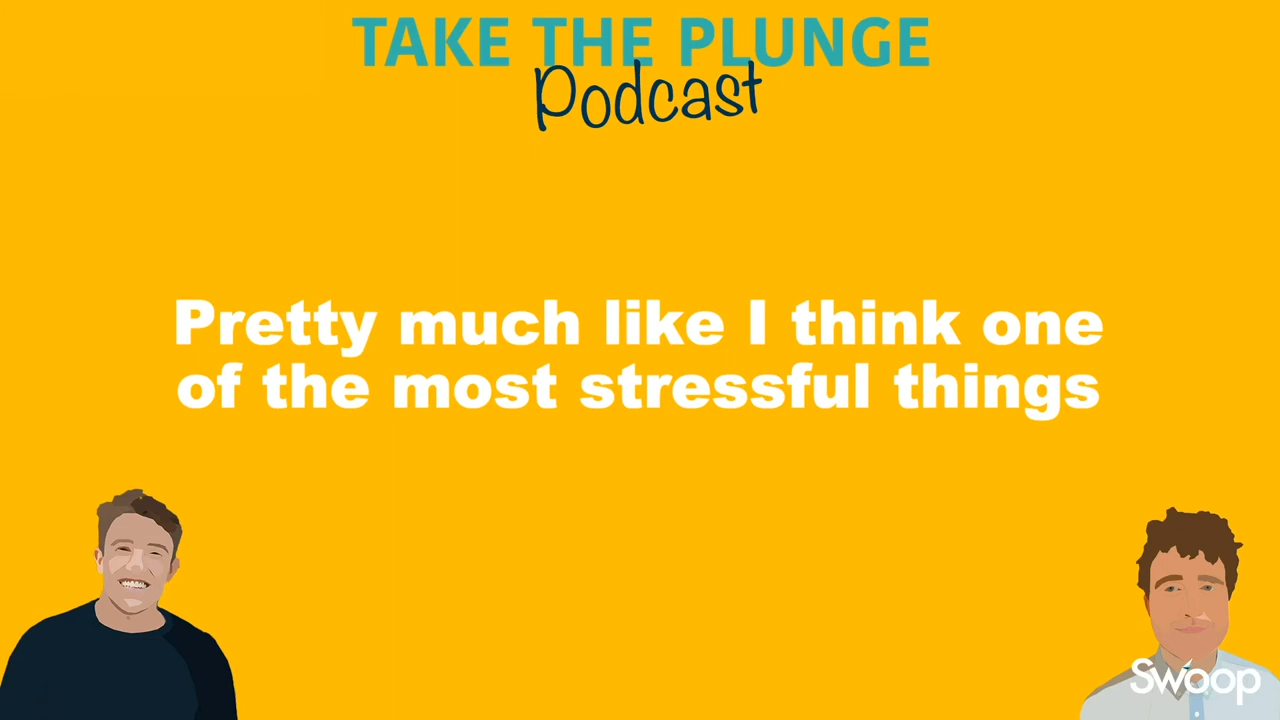 TAKE THE PLUNGE
Podcast
Pretty much like I think one
of the most stressful things
Swoop